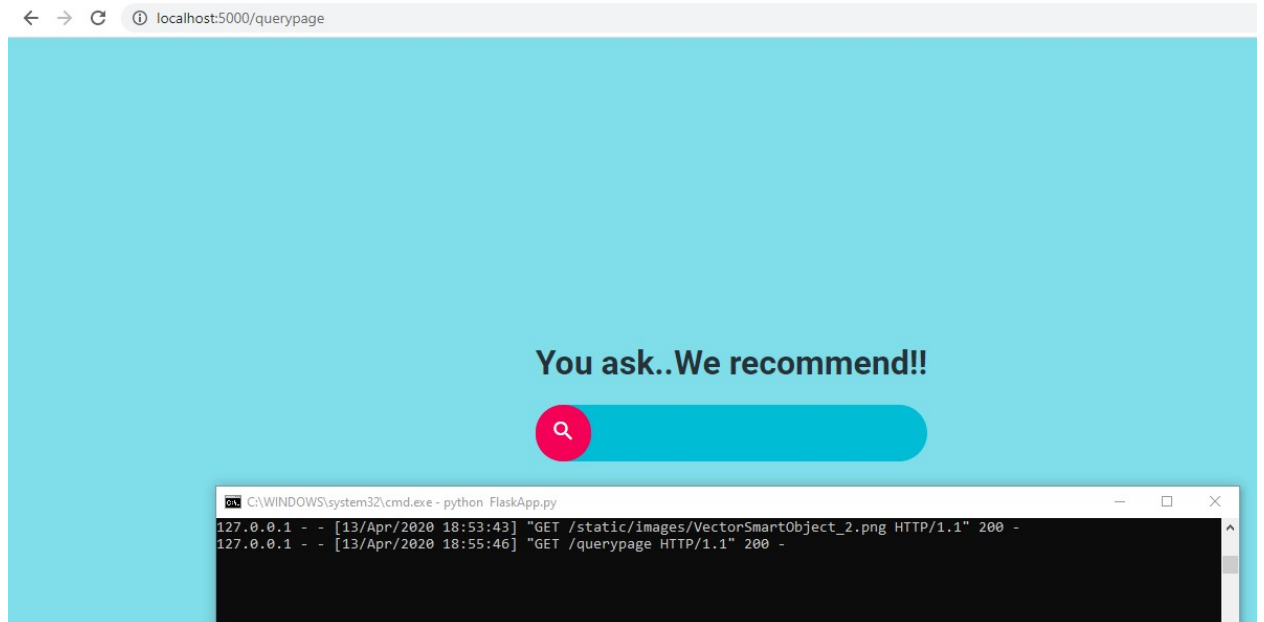 localhost:5000/querypage
You ask..We recommend!!
C:\WINDOWS\system32\cmd.exe - python  FlaskApp.py
127.0.0.1 - - [13/Apr/2020 18:53:43] "GET /static/images/VectorSmartObject_2.png HTTP/1.1" 200 -
127.0.0.1 - - [13/Apr/2020 18:55:46] "GET /querypage HTTP/1.1" 200 -